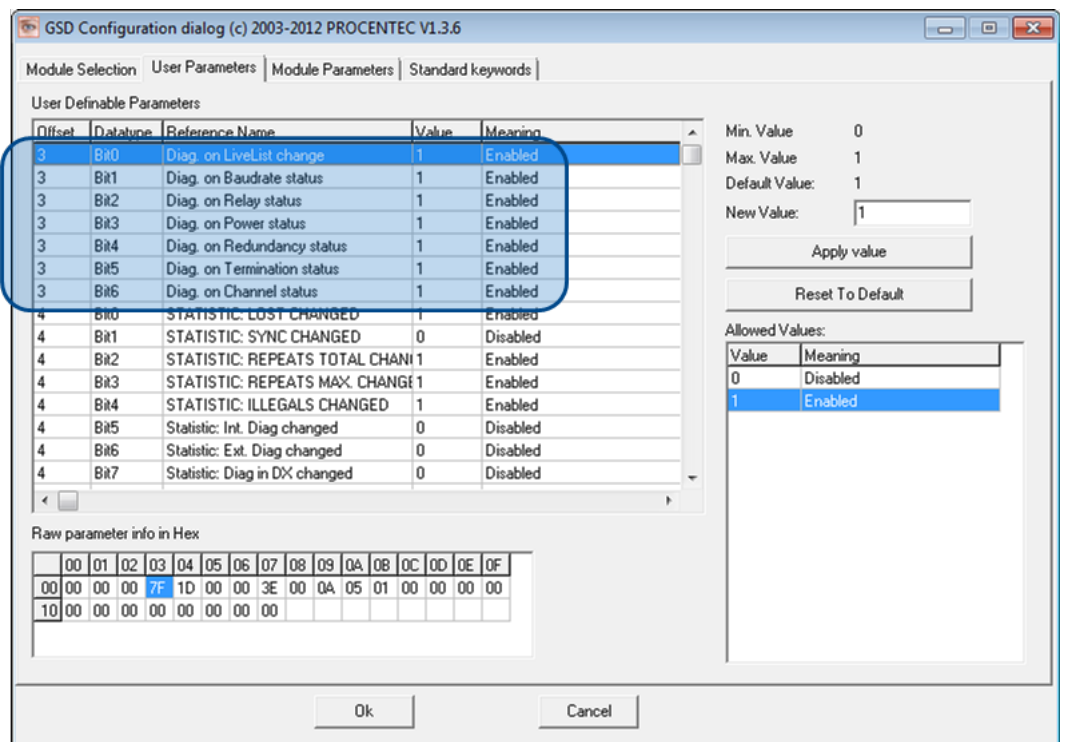 GSD Configuration dialog (c) 2003-2012 PROCENTEC V1.3.6
Module Selection User Parameters Module Parameters Standard keywords
User Definable Parameters
Offset Datatype Reference Name Value Meaning
3 Bit0 Diag. on LiveList change 1 Enabled
3 Bit1 Diag. on Baudrate status 1 Enabled
3 Bit2 Diag. on Relay status 1 Enabled
3 Bit3 Diag. on Power status 1 Enabled
3 Bit4 Diag. on Redundancy status 1 Enabled
3 Bit5 Diag. on Termination status 1 Enabled
3 Bit6 Diag. on Channel status 1 Enabled
4 Bit0 STATISTIC: LOST CHANGED 1 Enabled
4 Bit1 STATISTIC: SYNC CHANGED 0 Disabled
4 Bit2 STATISTIC: REPEATS TOTAL CHAN 1 Enabled
4 Bit3 STATISTIC: REPEATS MAX. CHANGE 1 Enabled
4 Bit4 STATISTIC: ILLEGALS CHANGED 1 Enabled
4 Bit5 Statistic: Int. Diag changed 0 Disabled
4 Bit6 Statistic: Ext. Diag changed 0 Disabled
4 Bit7 Statistic: Diag in DX changed 0 Disabled
Min. Value 0
Max. Value 1
Default Value: 1
New Value: 1
Apply value
Reset To Default
Allowed Values:
Value Meaning
0 Disabled
1 Enabled
Raw parameter info in Hex
00 01 02 03 04 05 06 07 08 09 0A 0B 0C 0D 0E 0F
00 00 00 00 7F 1D 00 00 3E 00 0A 05 01 00 00 00 00
10 00 00 00 00 00 00 00 00
Ok Cancel